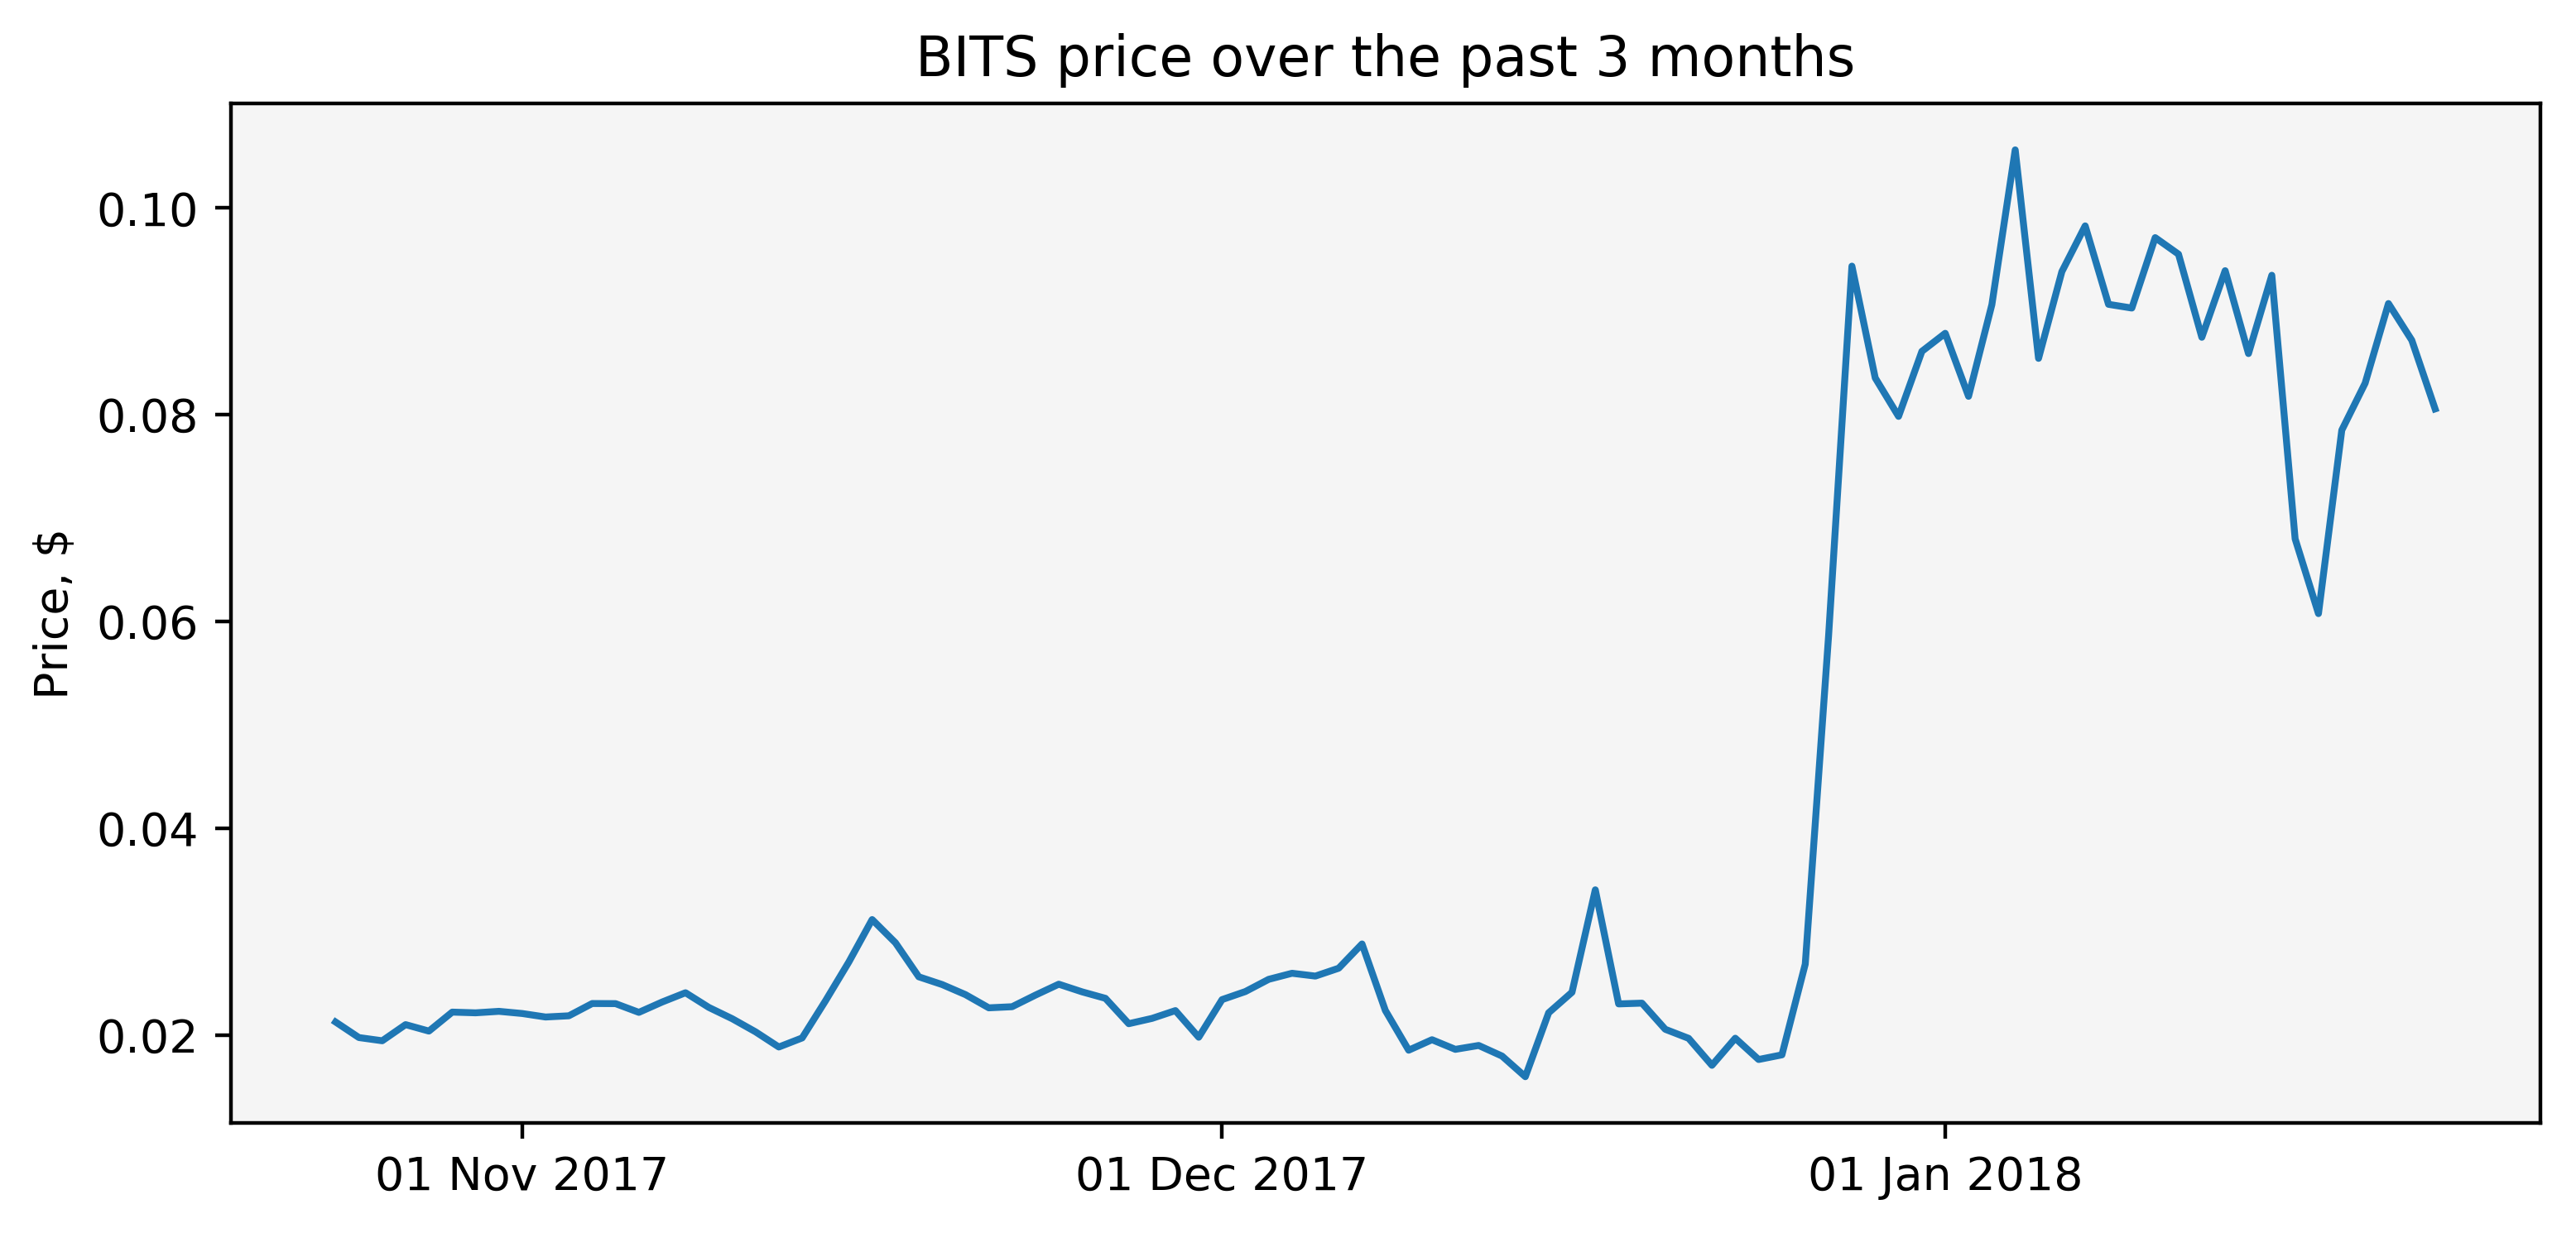 BITS price over the past 3 months
Price, $
0.10
0.08
0.06
0.04
0.02
01 Nov 2017
01 Dec 2017
01 Jan 2018